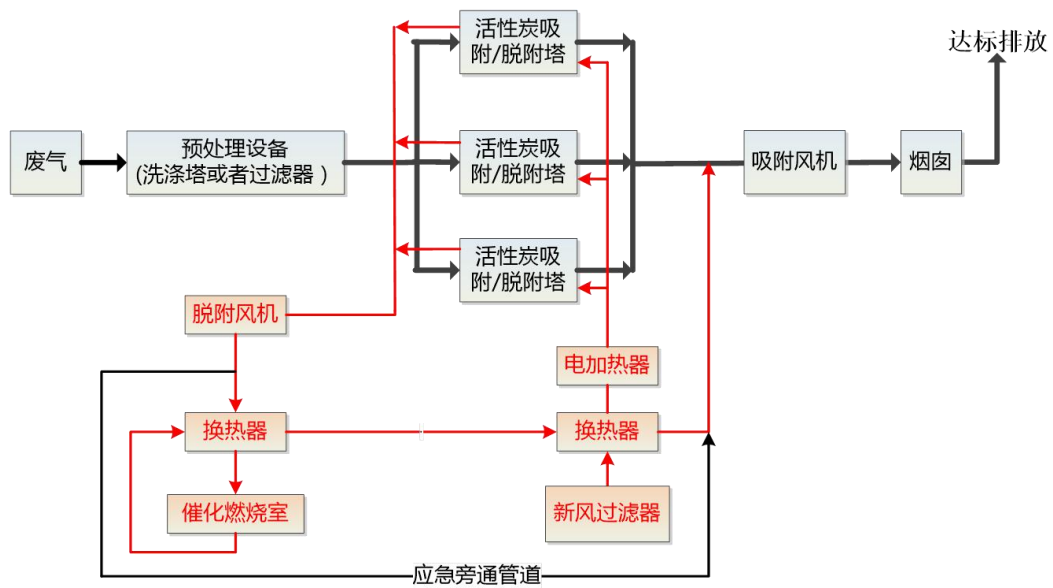 活性炭吸
附/脱附塔
达标排放
废气
预处理设备
(洗涤塔或者过滤器）
活性炭吸
附/脱附塔
吸附风机
烟囱
活性炭吸
附/脱附塔
脱附风机
电加热器
换热器
换热器
催化燃烧室
新风过滤器
应急旁通管道